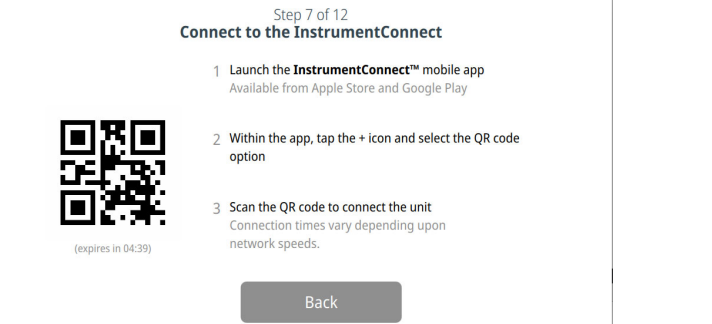 Step 7 of 12
Connect to the InstrumentConnect
1 Launch the InstrumentConnect™ mobile app
Available from Apple Store and Google Play
2 Within the app, tap the + icon and select the QR code
option
3 Scan the QR code to connect the unit
Connection times vary depending upon
network speeds.
(expires in 04:39)
Back